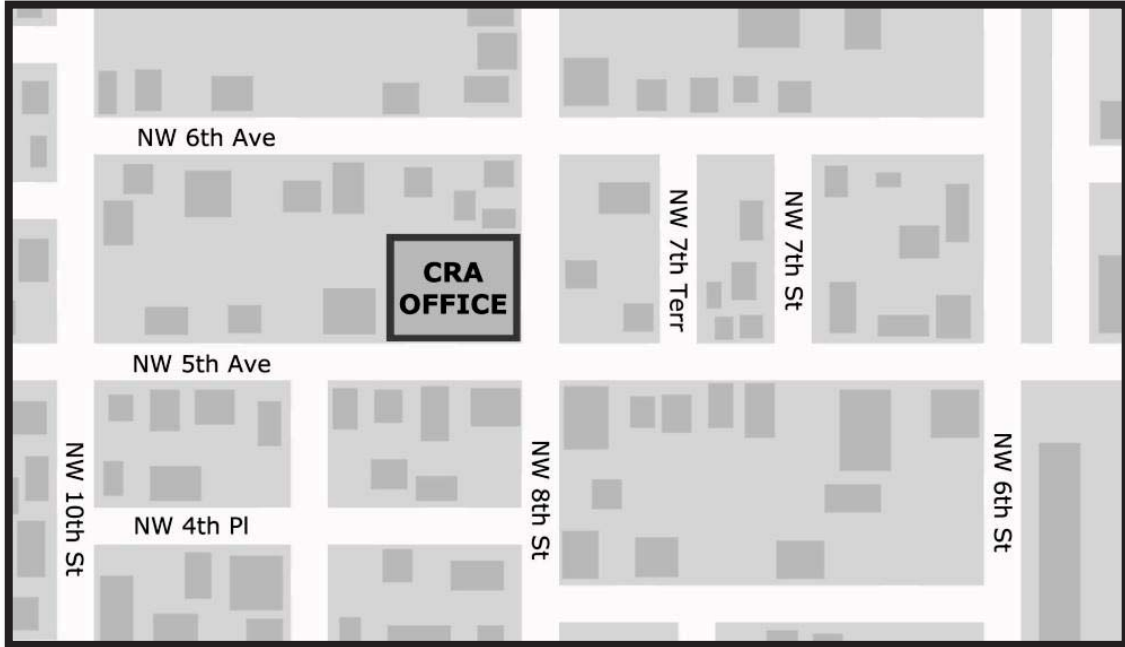 NW 6th Ave
NW 7th Terr
NW 7th St
CRA
OFFICE
NW 5th Ave
NW 10th St
NW 8th St
NW 6th St
NW 4th Pl